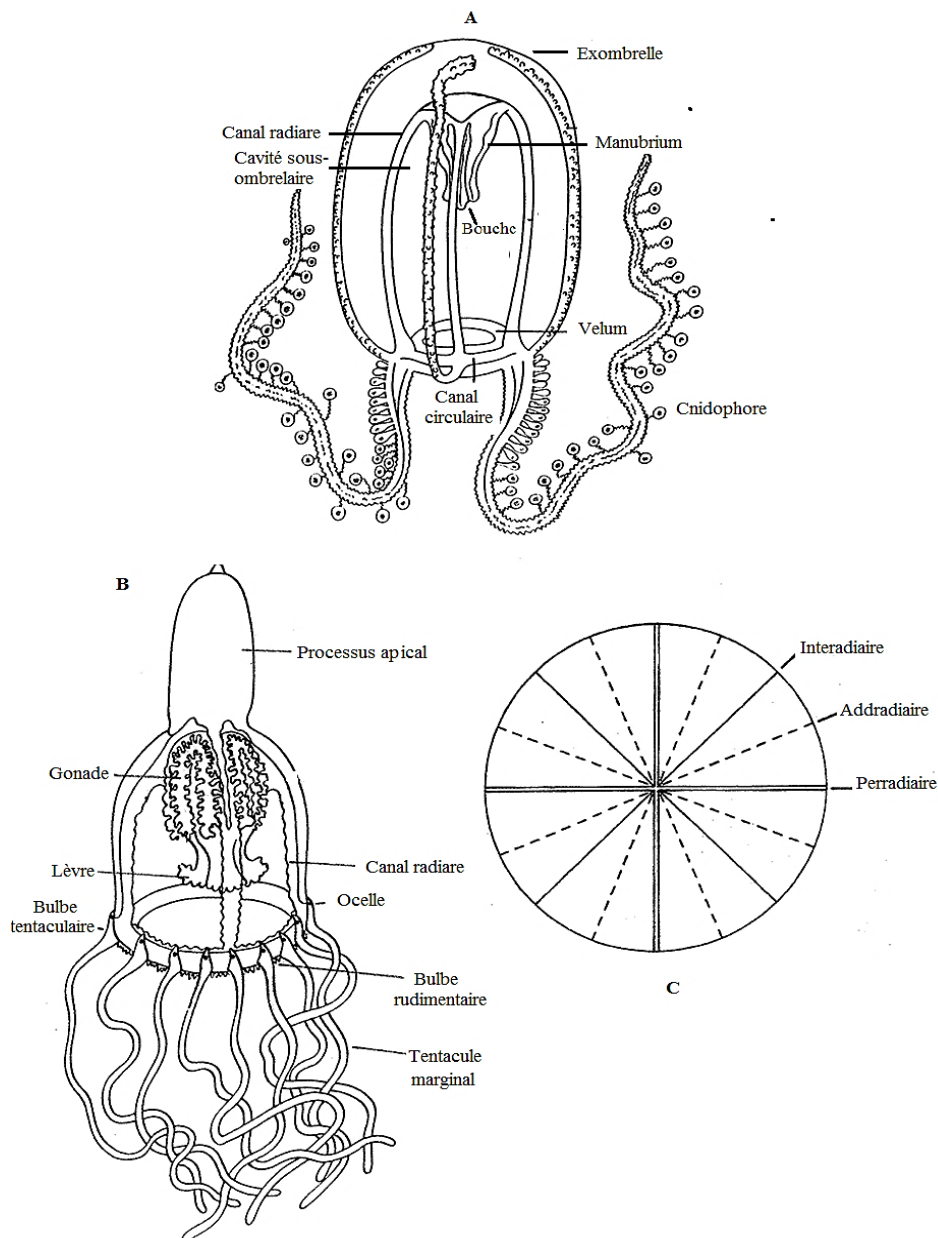 A
Exombrelle
Canal radiare
Cavité sous-
ombrelaire
Manubrium
Bouchc
Velum
Canal
circulaire
Cnidophore
B
Processus apical
Gonade
Lèvre
Canal radiare
Ocelle
Bulbe
tentaculaire
Bulbe
rudimentaire
Tentacule
marginal
Interadiaire
Addradiaire
Perradiaire
C